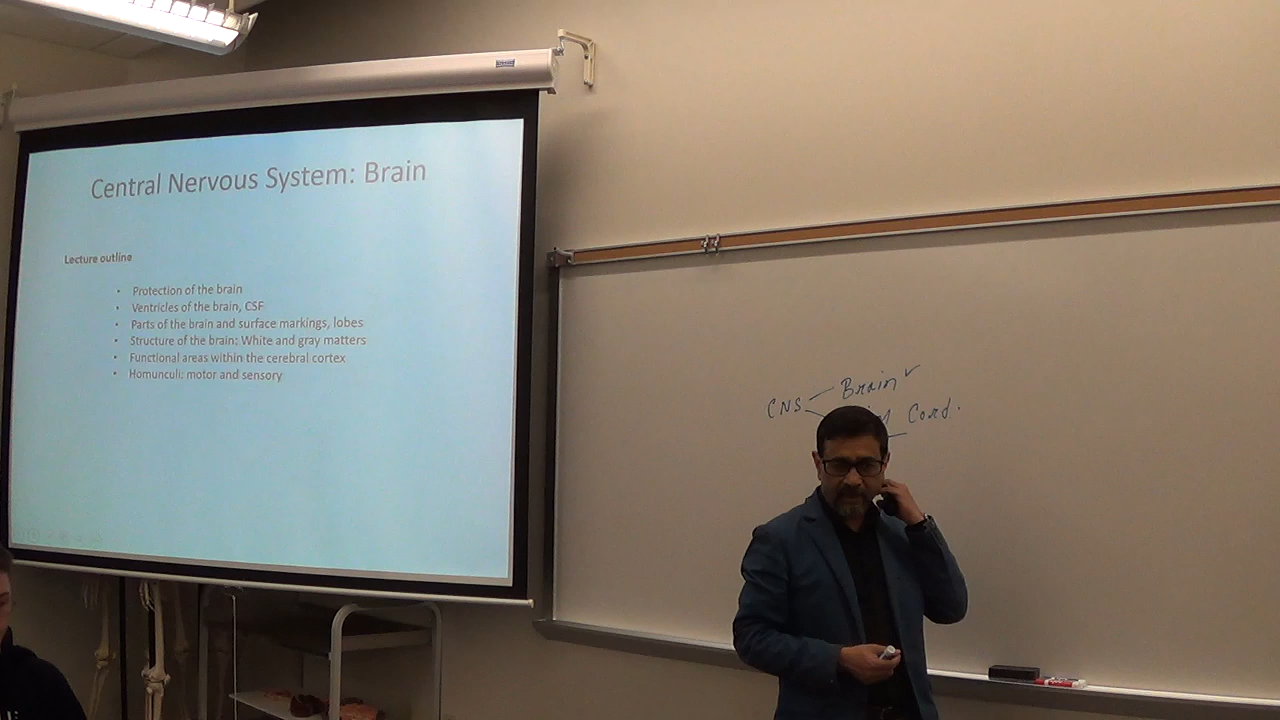 Central Nervous System: Brain
Lecture outline
• Protection of the brain
• Ventricles of the brain, CSF
• Parts of the brain and surface markings, lobes
• Structure of the brain: White and gray matters
• Functional areas within the cerebral cortex
• Homunculi: motor and sensory
CNS Brain ✓
Cord.